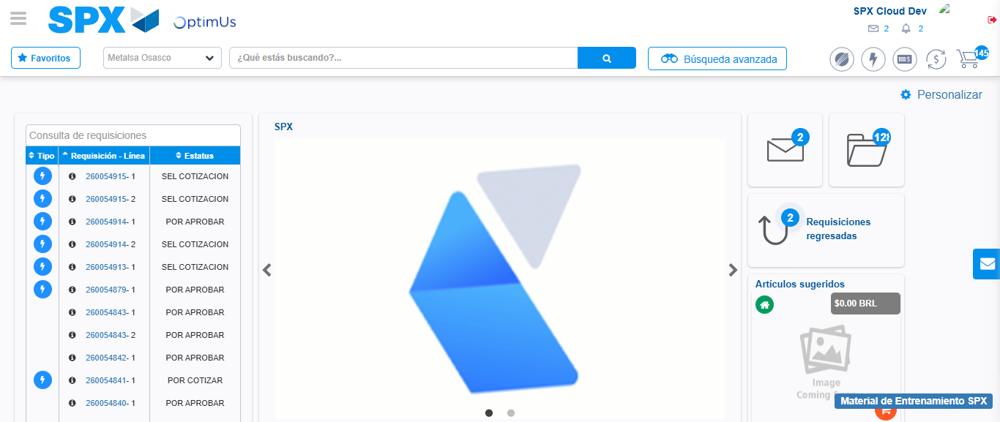 SPX
OptimUs
SPX Cloud Dev
2
2
Favoritos
Metalsa Osasco
¿Qué estás buscando?...
Búsqueda avanzada
$
145
Personalizar
Consulta de requisiciones
Tipo
Requisición - Línea
Estatus
260054915- 1
SEL COTIZACION
260054915- 2
SEL COTIZACION
260054914- 1
POR APROBAR
260054914- 2
SEL COTIZACION
260054913- 1
SEL COTIZACION
260054879- 1
POR APROBAR
260054843- 1
POR APROBAR
260054843- 2
POR APROBAR
260054842- 1
POR APROBAR
260054841- 1
POR COTIZAR
260054840- 1
POR APROBAR
SPX
2
2
Requisiciones
regresadas
Artículos sugeridos
$0.00 BRL
Image
Coming
Material de Entrenamiento SPX